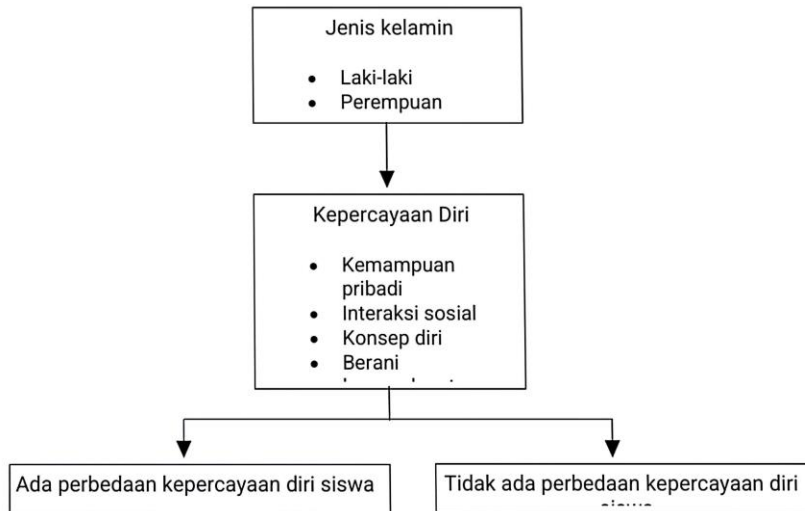 Jenis kelamin
• Laki-laki
• Perempuan
Kepercayaan Diri
• Kemampuan
pribadi
• Interaksi sosial
• Konsep diri
• Berani
Ada perbedaan kepercayaan diri siswa
Tidak ada perbedaan kepercayaan diri